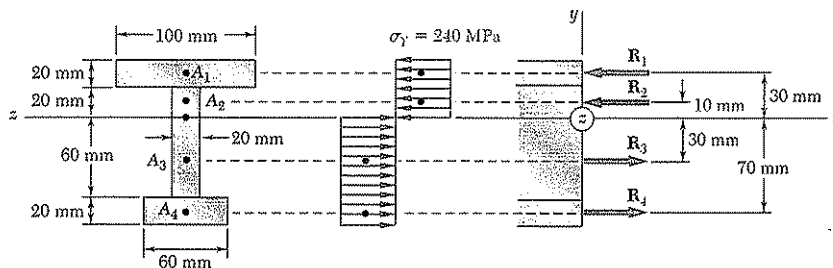 100 mm
σY = 240 MPa
y
20 mm
A1
R1
20 mm
A2
R2
10 mm
30 mm
z
z
20 mm
60 mm
A3
R3
30 mm
70 mm
20 mm
A4
R4
60 mm